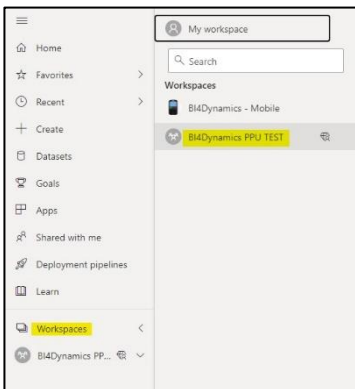 Home
Favorites
Recent
Create
Datasets
Goals
Apps
Shared with me
Deployment pipelines
Learn
Workspaces
BI4Dynamics PP...
My workspace
Search
Workspaces
BI4Dynamics - Mobile
BI4Dynamics PPU TEST